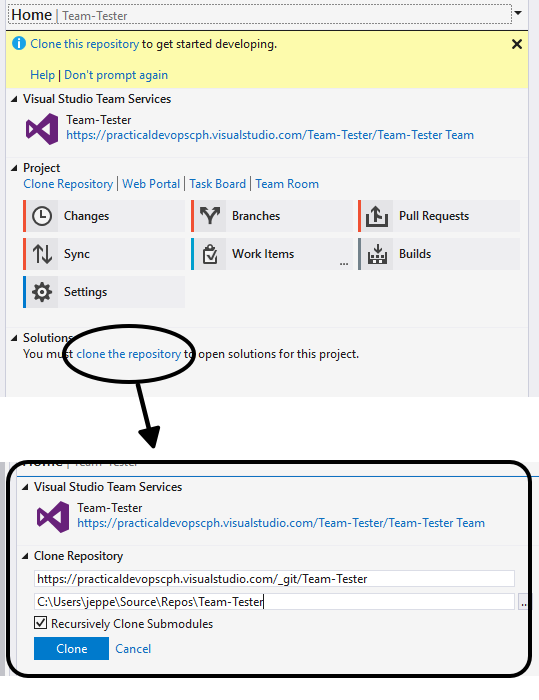 Home | Team-Tester
Clone this repository to get started developing.
Help | Don't prompt again
Visual Studio Team Services
Team-Tester
https://practicaldevopscph.visualstudio.com/Team-Tester/Team-Tester Team
Project
Clone Repository | Web Portal | Task Board | Team Room
Changes Branches Pull Requests
Sync Work Items ... Builds
Settings
Solutions
You must clone the repository to open solutions for this project.
Home | Team-Tester
Visual Studio Team Services
Team-Tester
https://practicaldevopscph.visualstudio.com/Team-Tester/Team-Tester Team
Clone Repository
https://practicaldevopscph.visualstudio.com/_git/Team-Tester
C:\Users\jeppe\Source\Repos\Team-Tester
Recursively Clone Submodules
Clone Cancel